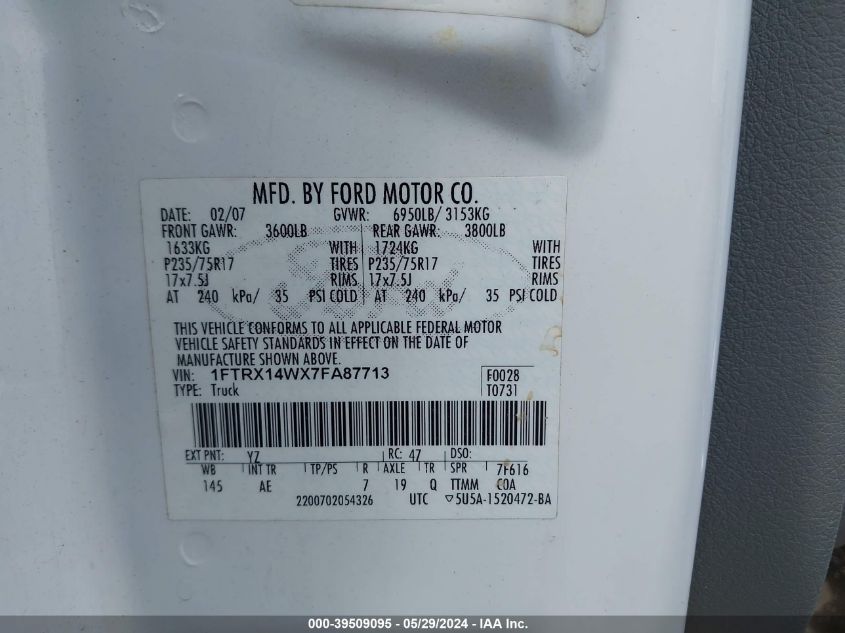 MFD. BY FORD MOTOR CO.
DATE: 02/07 GVWR: 6950LB/ 3153KG
FRONT GAWR: 3600LB REAR GAWR: 3800LB
1633KG WITH 1724KG WITH
P235/75R17 TIRES P235/75R17 TIRES
17x7.5J RIMS 17x7.5J RIMS
AT 240 kPa/ 35 PSI COLD AT 240 kPa/ 35 PSI COLD
THIS VEHICLE CONFORMS TO ALL APPLICABLE FEDERAL MOTOR
VEHICLE SAFETY STANDARDS IN EFFECT ON THE DATE OF
MANUFACTURE SHOWN ABOVE.
VIN: 1FTRX14WX7FA87713 F0028
TYPE: Truck T0731
EXT PNT: YZ RC: 47 DSO:
WB INT TR TP/PS R AXLE TR SPR 7F616
145 AE 7 19 Q TTMM C0A
2200702054326 UTC ▽5U5A-1520472-BA
000-39509095 - 05/29/2024 - IAA Inc.